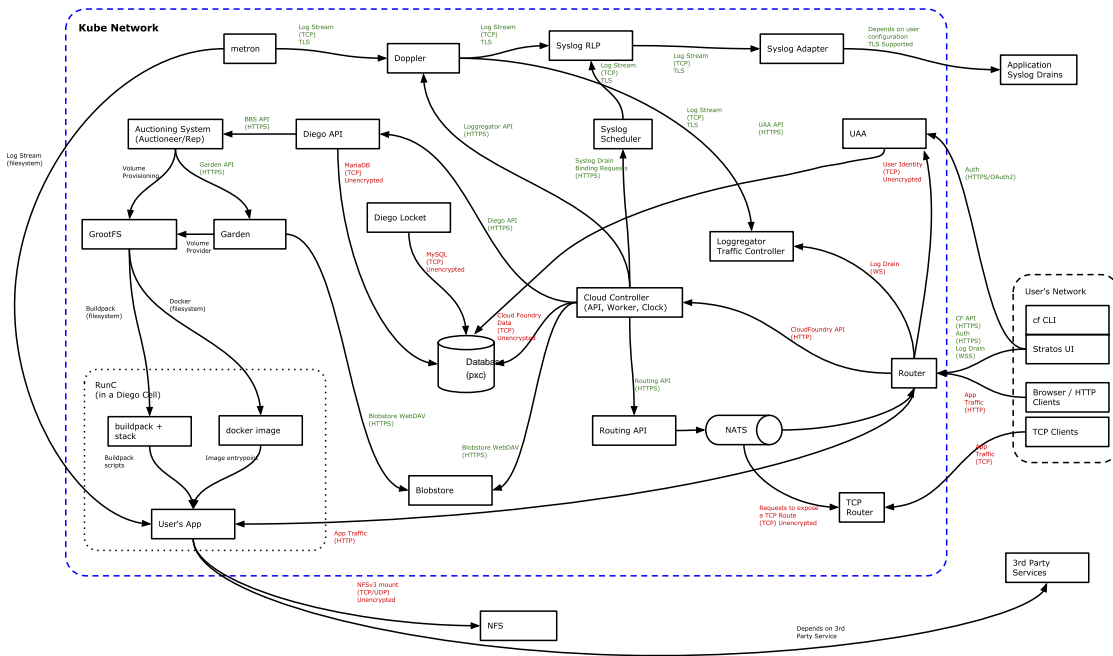 Kube Network
Log Stream
(TCP)
TLS
Log Stream
(TCP)
TLS
Depends on user
configuration
TLS Supported
metron
Doppler
Syslog RLP
Syslog Adapter
Application
Syslog Drains
Log Stream
(TCP)
TLS
Log Stream
(TCP)
TLS
Log Stream
(TCP)
TLS
BBS API
(HTTPS)
Loggregator API
(HTTPS)
UAA API
(HTTPS)
Auctioning System
(Auctioneer/Rep)
Diego API
Syslog
Scheduler
UAA
Log Stream
(filesystem)
Volume
Provisioning
Garden API
(HTTPS)
MariaDB
(TCP)
Unencrypted
Syslog Drain
Binding Requests
(HTTPS)
User Identity
(TCP)
Unencrypted
Auth
(HTTPS/OAuth2)
Diego Locket
GrootFS
Volume
Provider
Garden
Diego API
(HTTPS)
Loggregator
Traffic Controller
MySQL
(TCP)
Unencrypted
Log Drain
(WS)
Buildpack
(filesystem)
Docker
(filesystem)
Cloud Controller
(API, Worker, Clock)
User's Network
cf CLI
Stratos UI
Cloud Foundry
Data
(TCP)
Unencrypted
CloudFoundry API
(HTTP)
CF API
(HTTPS)
Auth
(HTTPS)
Log Drain
(WSS)
Database
(pxc)
Router
RunC
(in a Diego Cell)
Routing API
(HTTPS)
App
Traffic
(HTTP)
Browser / HTTP
Clients
buildpack +
stack
docker image
Blobstore WebDAV
(HTTPS)
Routing API
NATS
TCP Clients
Buildpack
scripts
Image entrypoint
Blobstore WebDAV
(HTTPS)
App
Traffic
(TCP)
Blobstore
Requests to expose
a TCP Route
(TCP) Unencrypted
TCP
Router
User's App
App Traffic
(HTTP)
3rd Party
Services
NFSv3 mount
(TCP/UDP)
Unencrypted
NFS
Depends on 3rd
Party Service